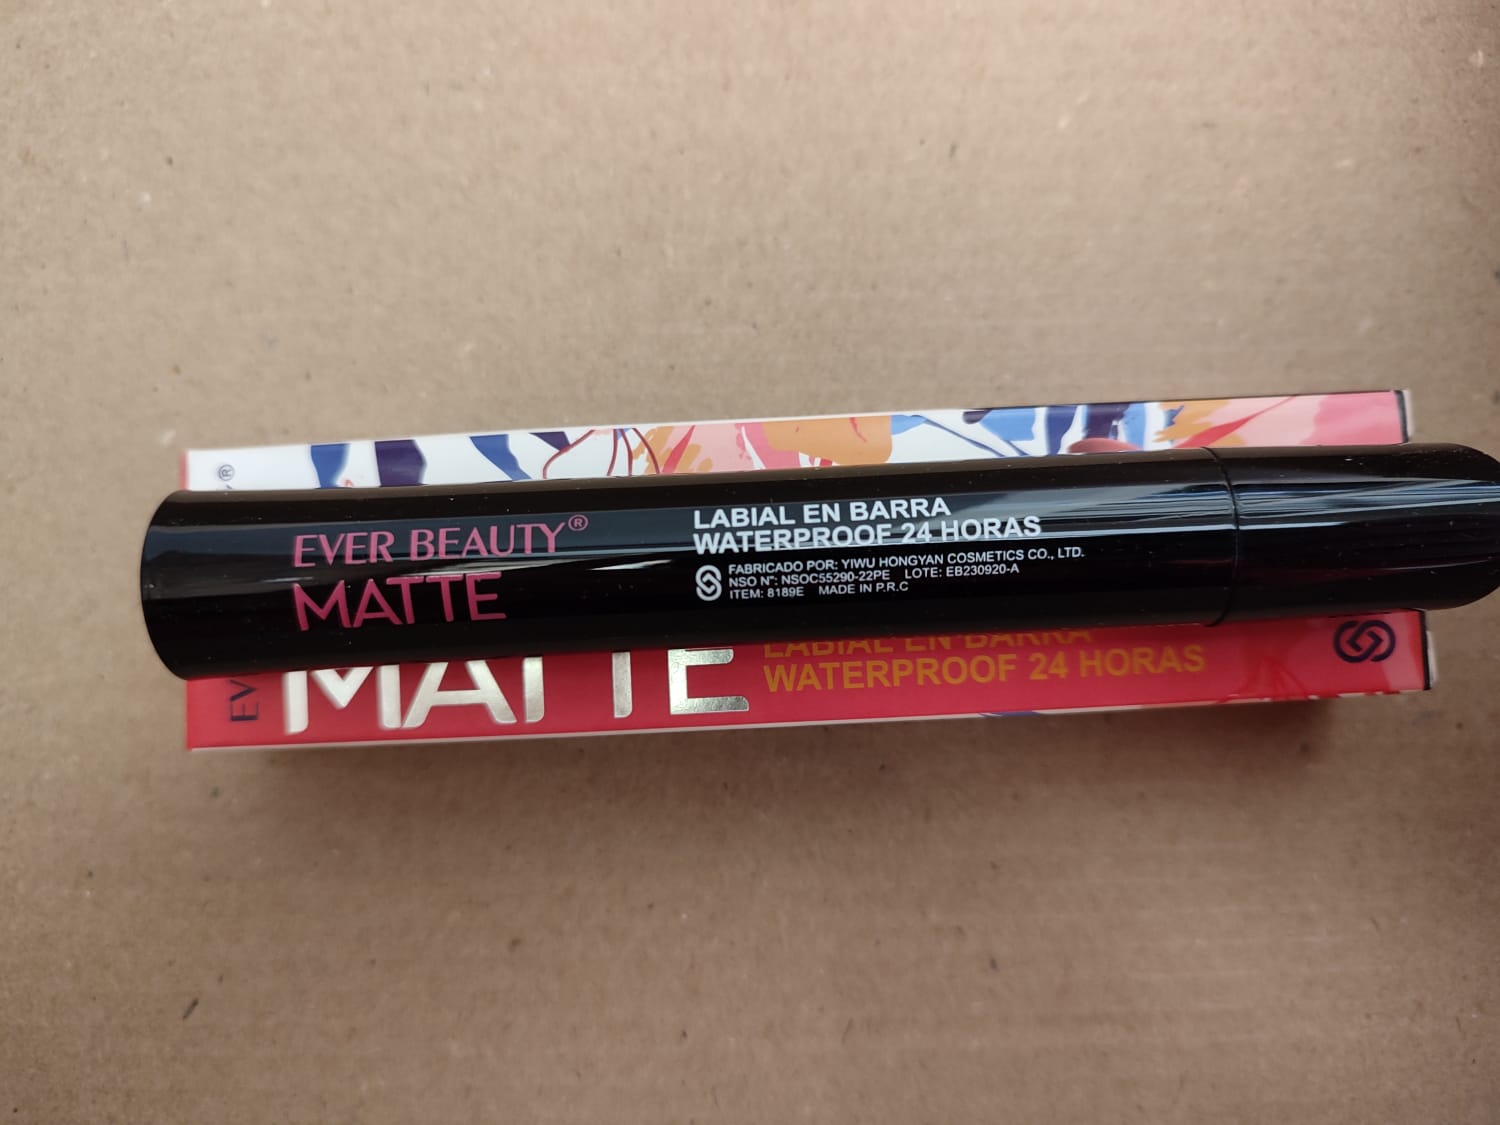 EVER BEAUTY®
MATTE
LABIAL EN BARRA
WATERPROOF 24 HORAS
FABRICADO POR: YIWU HONGYAN COSMETICS CO., LTD.
NSO N°: NSOC55290-22PE LOTE: EB230920-A
ITEM: 8189E MADE IN P.R.C
®
EV
MATTE
LABIAL EN BARRA
WATERPROOF 24 HORAS